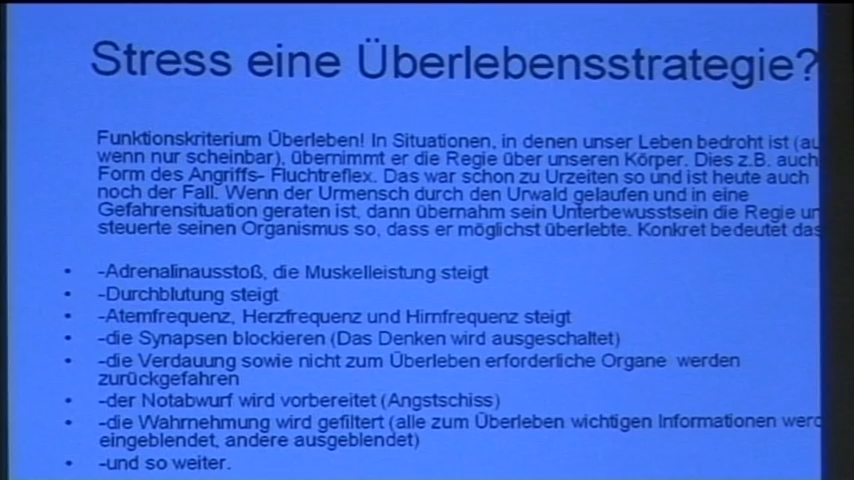 Stress eine Überlebensstrategie?
Funktionskriterium Überleben! In Situationen, in denen unser Leben bedroht ist (au
wenn nur scheinbar), übernimmt er die Regie über unseren Körper. Dies z.B. auch
Form des Angriffs- Fluchtreflex. Das war schon zu Urzeiten so und ist heute auch
noch der Fall. Wenn der Urmensch durch den Urwald gelaufen und in eine
Gefahrensituation geraten ist, dann übernahm sein Unterbewusstsein die Regie un
steuerte seinen Organismus so, dass er möglichst überlebte. Konkret bedeutet das
• -Adrenalinausstoß, die Muskelleistung steigt
• -Durchblutung steigt
• -Atemfrequenz, Herzfrequenz und Hirnfrequenz steigt
• -die Synapsen blockieren (Das Denken wird ausgeschaltet)
• -die Verdauung sowie nicht zum Überleben erforderliche Organe werden
zurückgefahren
• -der Notabwurf wird vorbereitet (Angstschiss)
• -die Wahrnehmung wird gefiltert (alle zum Überleben wichtigen Informationen werd
eingeblendet, andere ausgeblendet)
• -und so weiter.